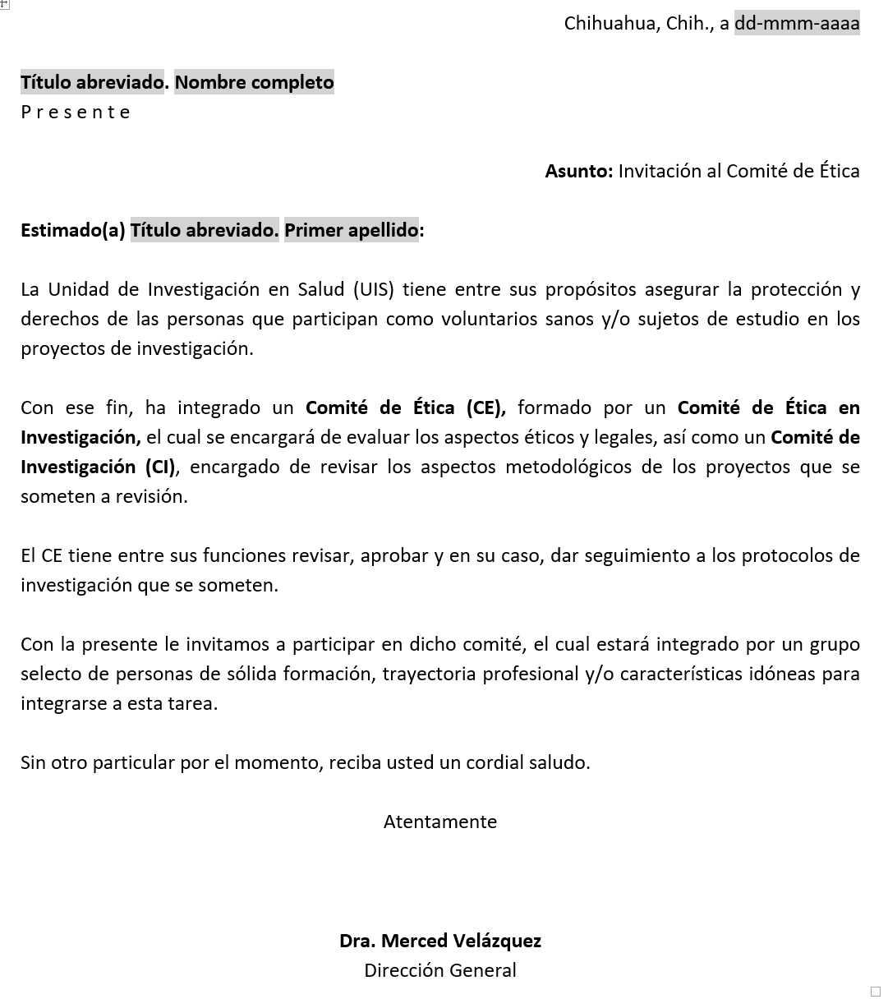 Chihuahua, Chih., a dd-mmm-aaaa
Título abreviado. Nombre completo
P r e s e n t e
Asunto: Invitación al Comité de Ética
Estimado(a) Título abreviado. Primer apellido:
La Unidad de Investigación en Salud (UIS) tiene entre sus propósitos asegurar la protección y
derechos de las personas que participan como voluntarios sanos y/o sujetos de estudio en los
proyectos de investigación.
Con ese fin, ha integrado un Comité de Ética (CE), formado por un Comité de Ética en
Investigación, el cual se encargará de evaluar los aspectos éticos y legales, así como un Comité de
Investigación (CI), encargado de revisar los aspectos metodológicos de los proyectos que se
someten a revisión.
El CE tiene entre sus funciones revisar, aprobar y en su caso, dar seguimiento a los protocolos de
investigación que se someten.
Con la presente le invitamos a participar en dicho comité, el cual estará integrado por un grupo
selecto de personas de sólida formación, trayectoria profesional y/o características idóneas para
integrarse a esta tarea.
Sin otro particular por el momento, reciba usted un cordial saludo.
Atentamente
Dra. Merced Velázquez
Dirección General